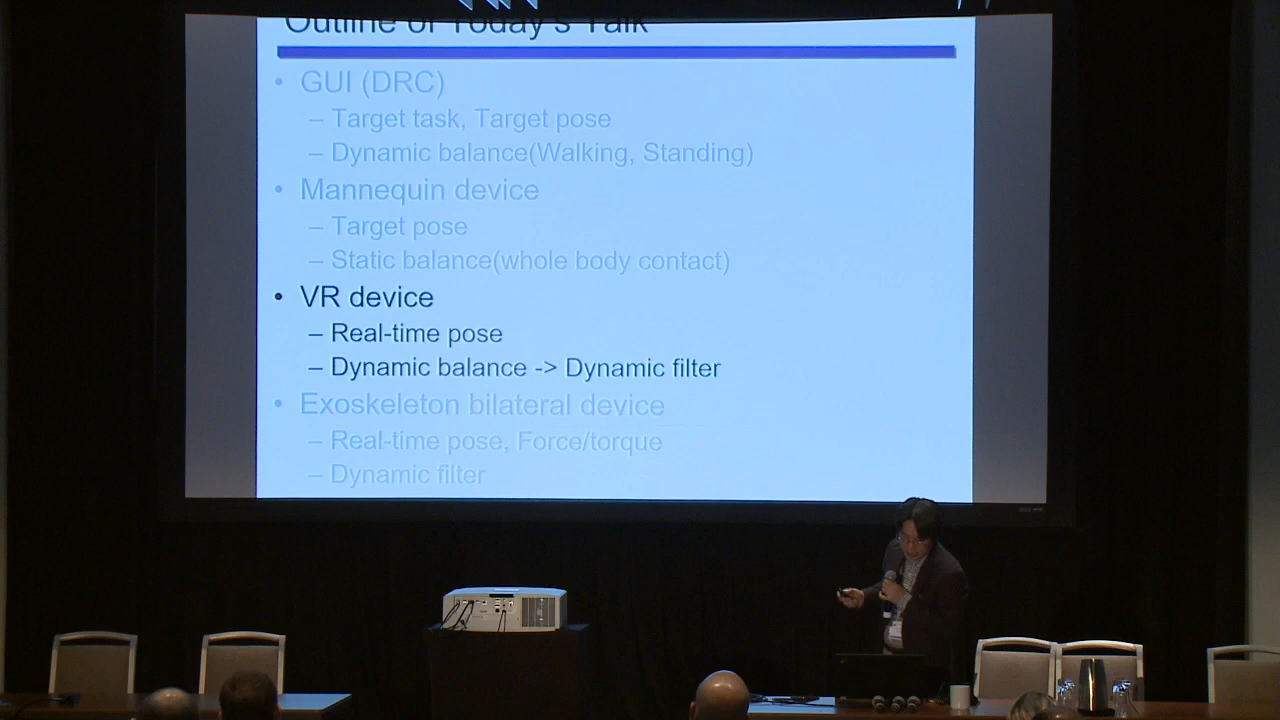 Outline of Today's Talk
• GUI (DRC)
– Target task, Target pose
– Dynamic balance(Walking, Standing)
• Mannequin device
– Target pose
– Static balance(whole body contact)
• VR device
– Real-time pose
– Dynamic balance -> Dynamic filter
• Exoskeleton bilateral device
– Real-time pose, Force/torque
– Dynamic filter